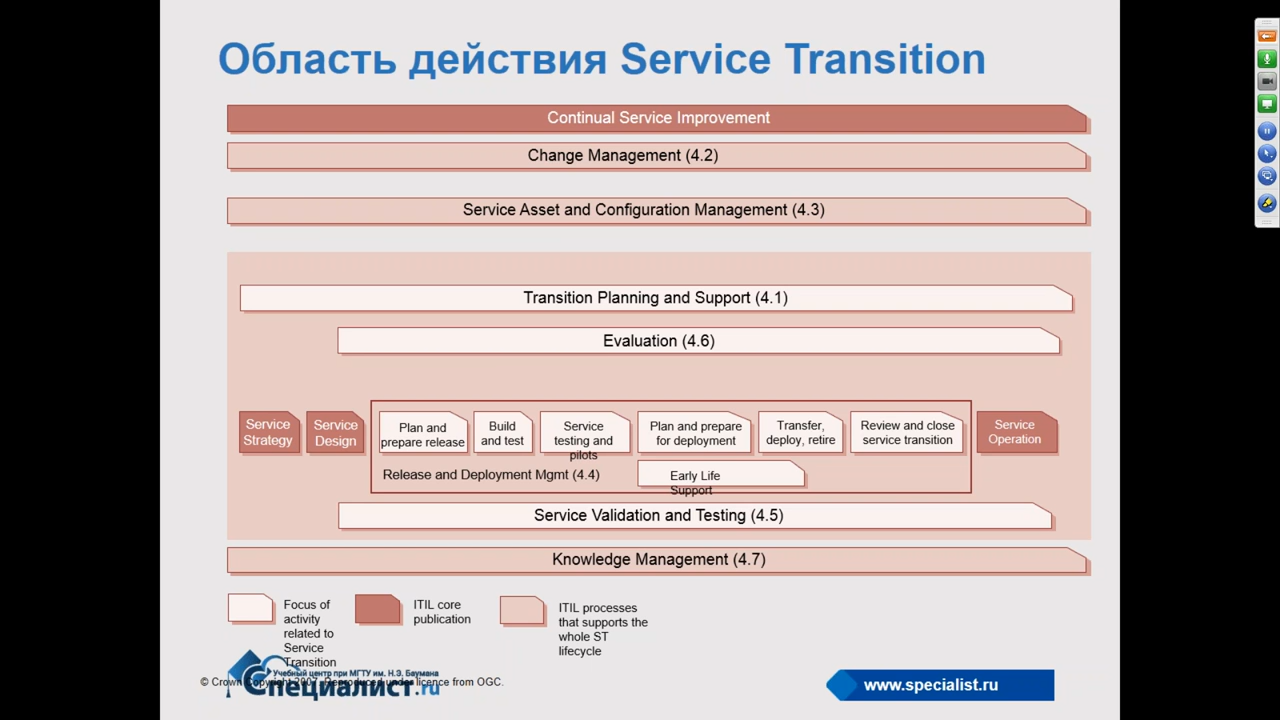 Область действия Service Transition
Continual Service Improvement
Change Management (4.2)
Service Asset and Configuration Management (4.3)
Transition Planning and Support (4.1)
Evaluation (4.6)
Service
Strategy
Service
Design
Plan and
prepare release
Build
and test
Service
testing and
pilots
Plan and prepare
for deployment
Transfer,
deploy, retire
Review and close
service transition
Service
Operation
Release and Deployment Mgmt (4.4)
Early Life
Support
Service Validation and Testing (4.5)
Knowledge Management (4.7)
Focus of
activity
related to
Service
Transition
ITIL core
publication
ITIL processes
that supports the
whole ST
lifecycle
Учебный центр при МГТУ им. Н.Э. Баумана
© Crown Copyright 2007. Reproduced under licence from OGC.
Специалист.ru
www.specialist.ru